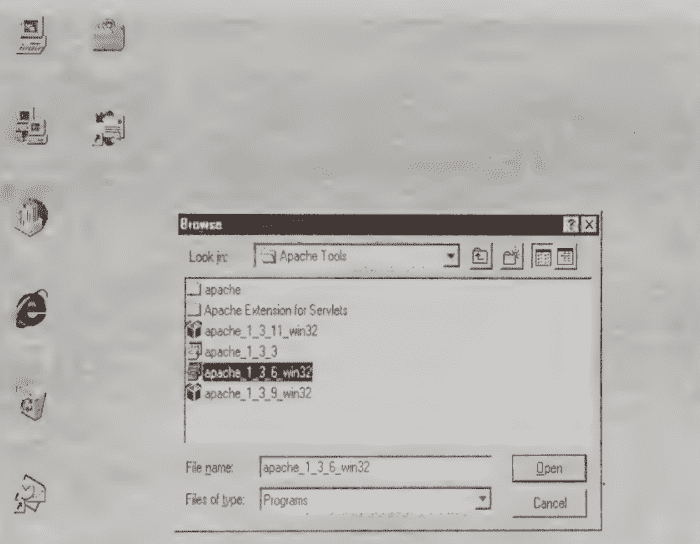 Browse
Look in: Apache Tools
apache
Apache Extension for Servlets
apache_1_3_11_win32
apache_1_3_3
apache_1_3_6_win32
apache_1_3_9_win32
File name: apache_1_3_6_win32 Open
Files of type: Programs Cancel